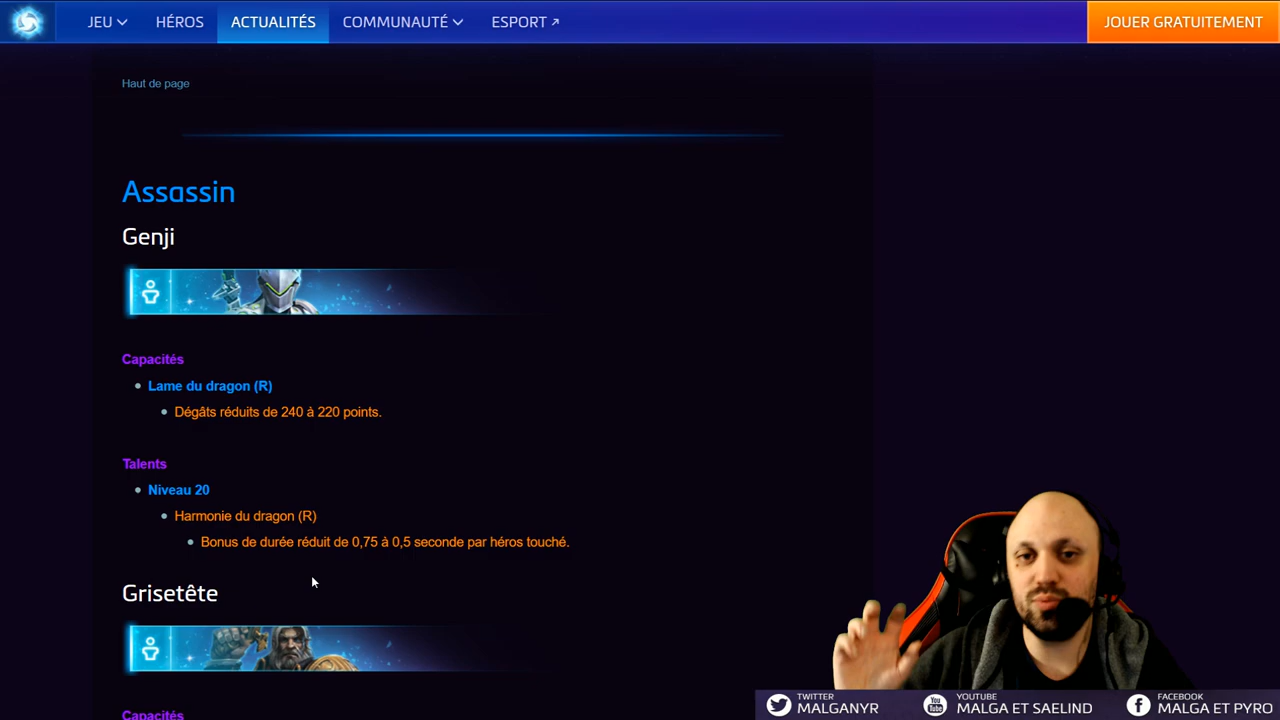 JEU HÉROS ACTUALITÉS COMMUNAUTÉ ESPORT JOUER GRATUITEMENT
Haut de page
Assassin
Genji
Capacités
Lame du dragon (R)
Dégâts réduits de 240 à 220 points.
Talents
Niveau 20
Harmonie du dragon (R)
Bonus de durée réduit de 0,75 à 0,5 seconde par héros touché.
Grisetête
Capacités
TWITTER
MALGANYR
YOUTUBE
MALGA ET SAELIND
FACEBOOK
MALGA ET PYRO